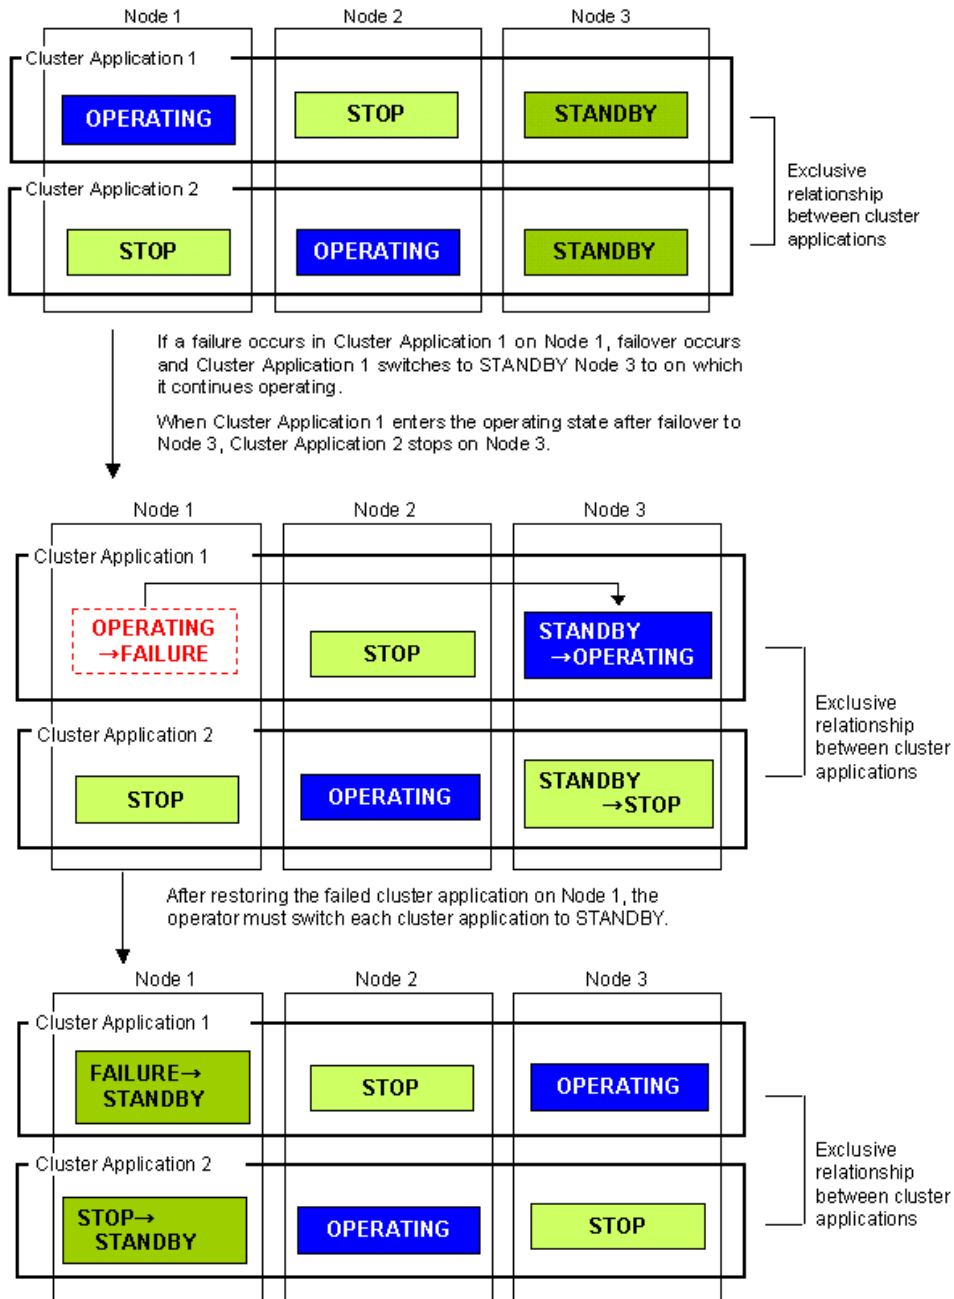 Node 1
Node 2
Node 3
Cluster Application 1
OPERATING
STOP
STANDBY
Cluster Application 2
STOP
OPERATING
STANDBY
Exclusive
relationship
between cluster
applications
If a failure occurs in Cluster Application 1 on Node 1, failover occurs
and Cluster Application 1 switches to STANDBY Node 3 to on which
it continues operating.
When Cluster Application 1 enters the operating state after failover to
Node 3, Cluster Application 2 stops on Node 3.
Node 1
Node 2
Node 3
Cluster Application 1
OPERATING
→FAILURE
STOP
STANDBY
→OPERATING
Cluster Application 2
STOP
OPERATING
STANDBY
→STOP
Exclusive
relationship
between cluster
applications
After restoring the failed cluster application on Node 1, the
operator must switch each cluster application to STANDBY.
Node 1
Node 2
Node 3
Cluster Application 1
FAILURE→
STANDBY
STOP
OPERATING
Cluster Application 2
STOP→
STANDBY
OPERATING
STOP
Exclusive
relationship
between cluster
applications